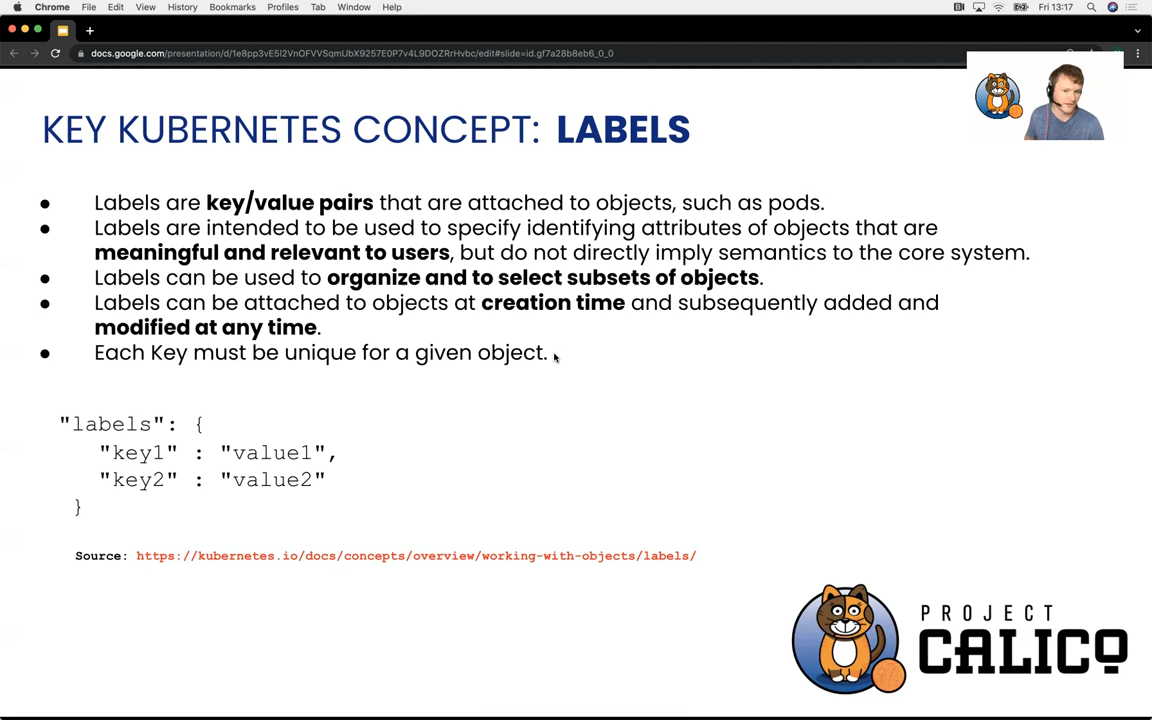 Chrome File Edit View History Bookmarks Profiles Tab Window Help Fri 13:17
docs.google.com/presentation/d/1e8pp3vE5l2VnOFVVSqmUbX9257E0P7v4L9DOZRrHvbc/edit#slide=id.gf7a28b8eb6_0_0
KEY KUBERNETES CONCEPT: LABELS
● Labels are key/value pairs that are attached to objects, such as pods.
● Labels are intended to be used to specify identifying attributes of objects that are
meaningful and relevant to users, but do not directly imply semantics to the core system.
● Labels can be used to organize and to select subsets of objects.
● Labels can be attached to objects at creation time and subsequently added and
modified at any time.
● Each Key must be unique for a given object.
"labels": {
"key1" : "value1",
"key2" : "value2"
}
Source: https://kubernetes.io/docs/concepts/overview/working-with-objects/labels/
PROJECT
CALICO